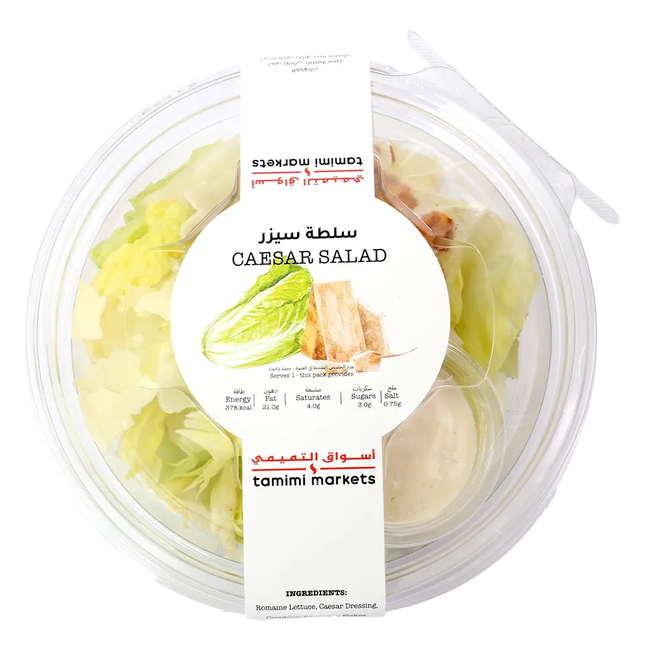 tamimi markets
أسواق التميمي
سلطة سيزر
CAESAR SALAD
Serves 1 - this pack provides
طاقة
Energy
378 kcal
دهون
Fat
21.0g
مشبعة
Saturates
4.0g
سكريات
Sugars
3.0g
ملح
Salt
0.75g
أسواق التميمي
tamimi markets
INGREDIENTS:
Romaine Lettuce, Caesar Dressing,